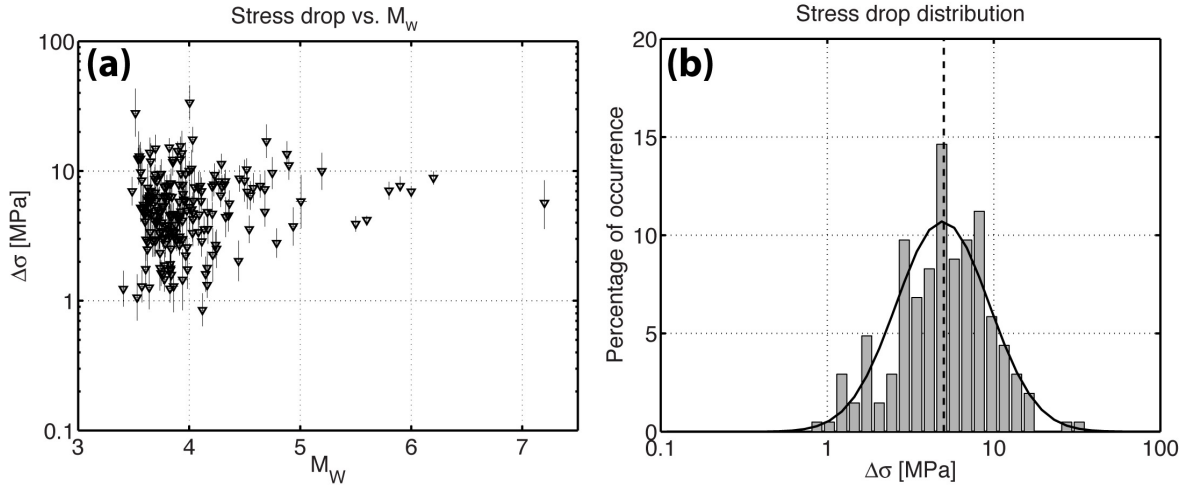 Stress drop vs. M_W
(a)
100
10
1
0.1
Δσ [MPa]
3 4 5 6 7
M_W
Stress drop distribution
(b)
20
15
10
5
0
Percentage of occurrence
0.1 1 10 100
Δσ [MPa]